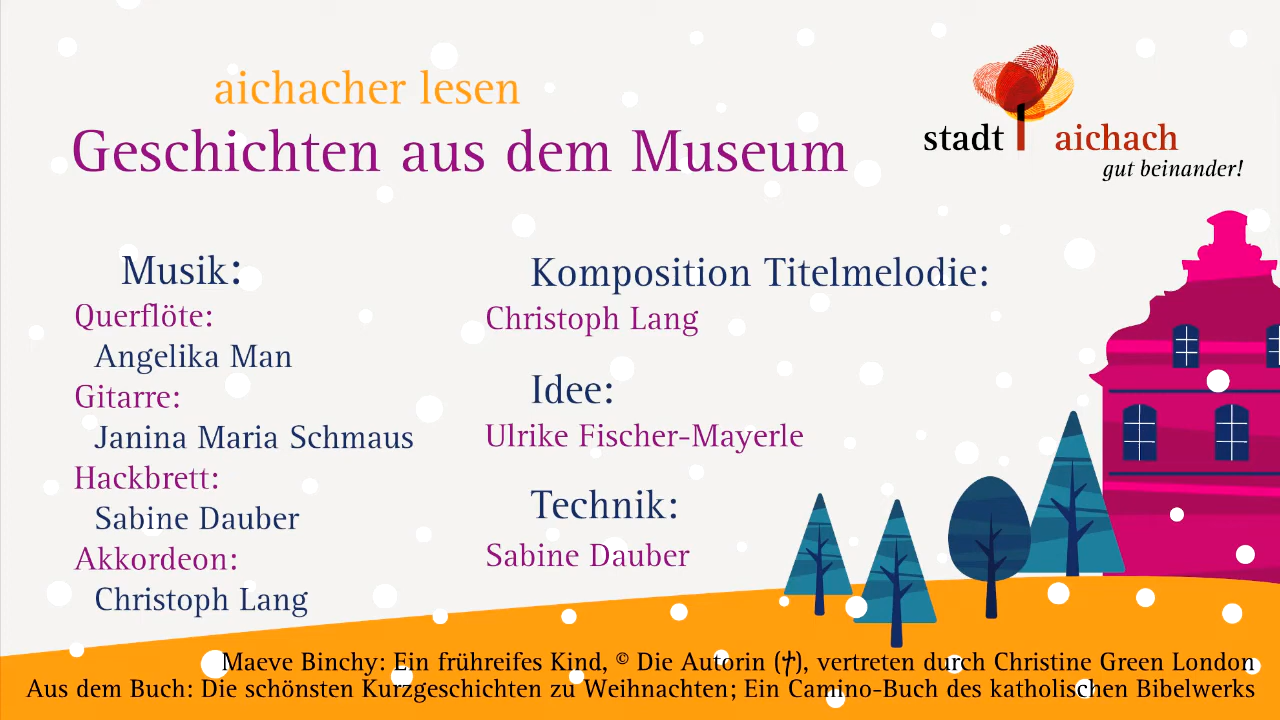 aichacher lesen
Geschichten aus dem Museum
stadt aichach
gut beinander!
Musik:
Querflöte:
Angelika Man
Gitarre:
Janina Maria Schmaus
Hackbrett:
Sabine Dauber
Akkordeon:
Christoph Lang
Komposition Titelmelodie:
Christoph Lang
Idee:
Ulrike Fischer-Mayerle
Technik:
Sabine Dauber
Maeve Binchy: Ein frühreifes Kind, © Die Autorin (✝), vertreten durch Christine Green London
Aus dem Buch: Die schönsten Kurzgeschichten zu Weihnachten; Ein Camino-Buch des katholischen Bibelwerks